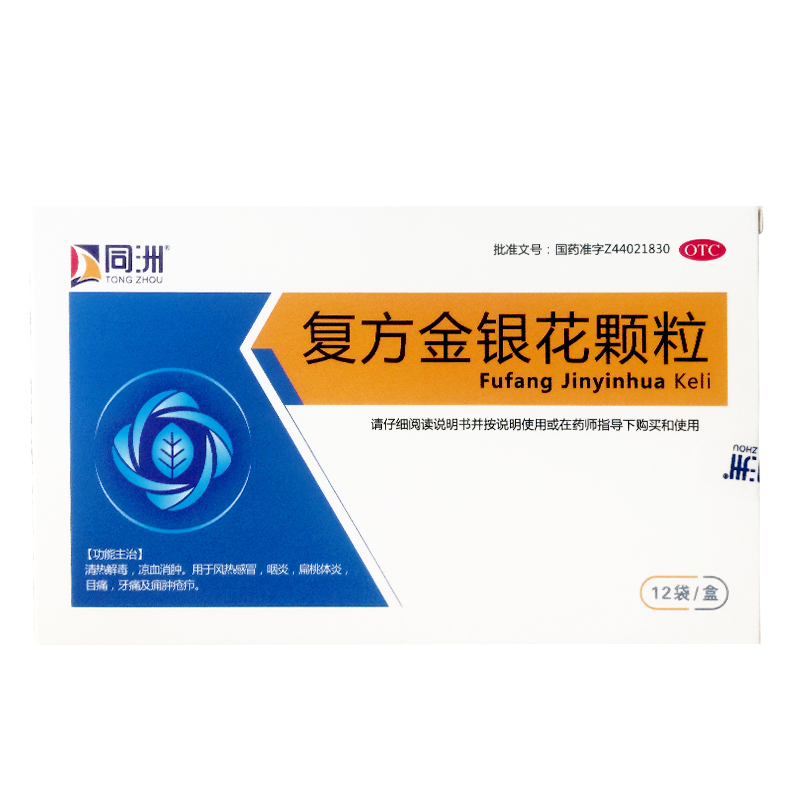 同洲®
TONG ZHOU
批准文号：国药准字Z44021830
OTC
复方金银花颗粒
Fufang Jinyinhua Keli
请仔细阅读说明书并按说明使用或在药师指导下购买和使用
【功能主治】
清热解毒，凉血消肿。用于风热感冒，咽炎，扁桃体炎，
目痛，牙痛及痈肿疮疖。
12袋/盒
洲®
ZHOU